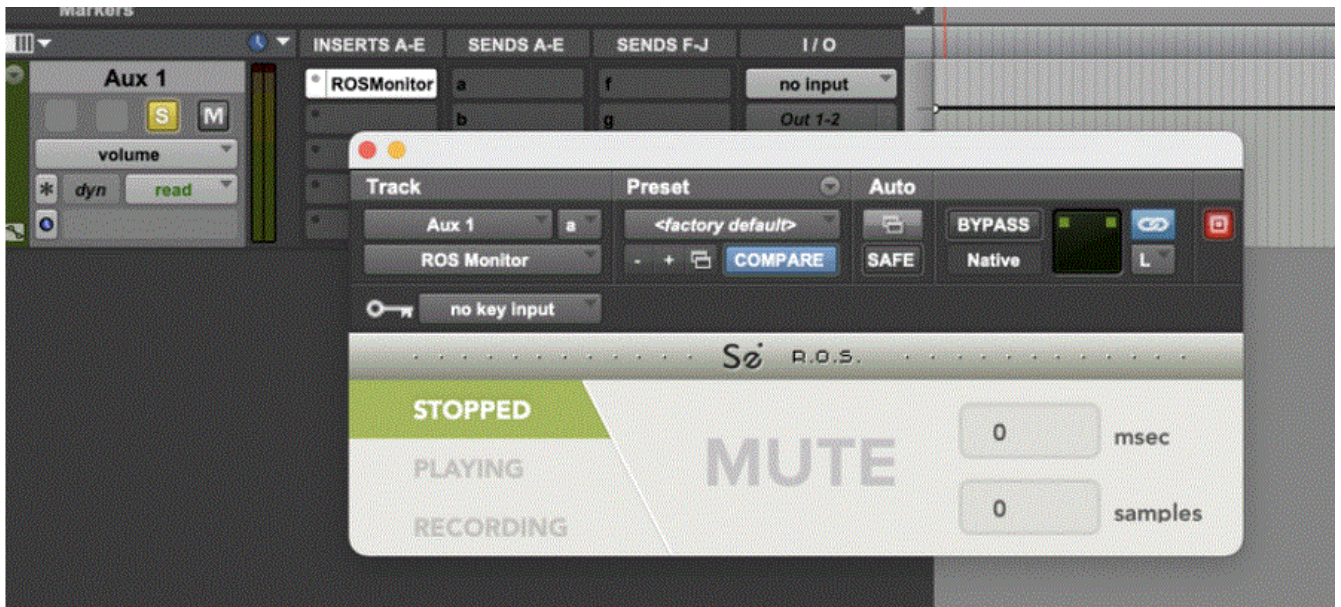 Markers
INSERTS A-E SENDS A-E SENDS F-J I / O
Aux 1 ROSMonitor a f no input
S M b g Out 1-2
volume
dyn read
Track Preset Auto
Aux 1 a <factory default> BYPASS
ROS Monitor - + COMPARE SAFE Native L
no key input
Se R.O.S.
STOPPED
PLAYING
RECORDING
MUTE
0 msec
0 samples